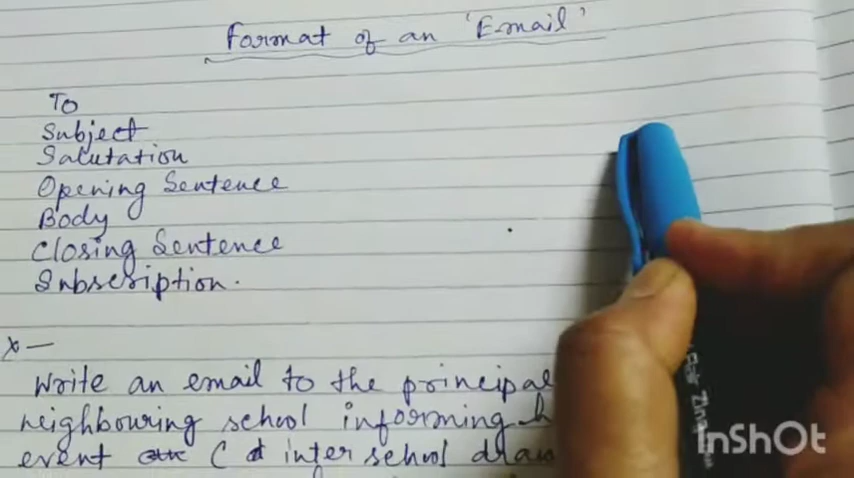 Format of an 'E-mail'
To
Subject
Salutation
Opening Sentence
Body
Closing Sentence
Subscription.
x —
Write an email to the principal
neighbouring school informing h
event C inter school draw
InShOt